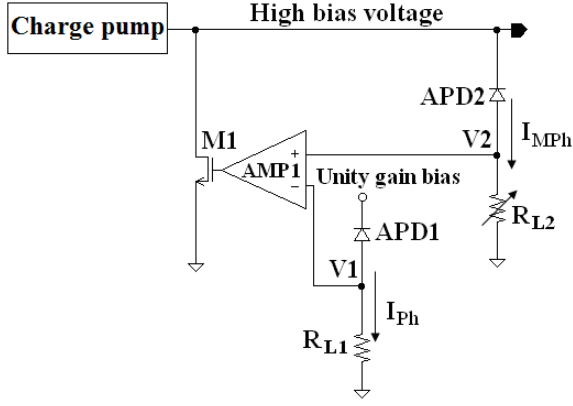 High bias voltage
Charge pump
APD2
V2
I_MPh
M1
+
AMP1
−
Unity gain bias
R_L2
APD1
V1
I_Ph
R_L1